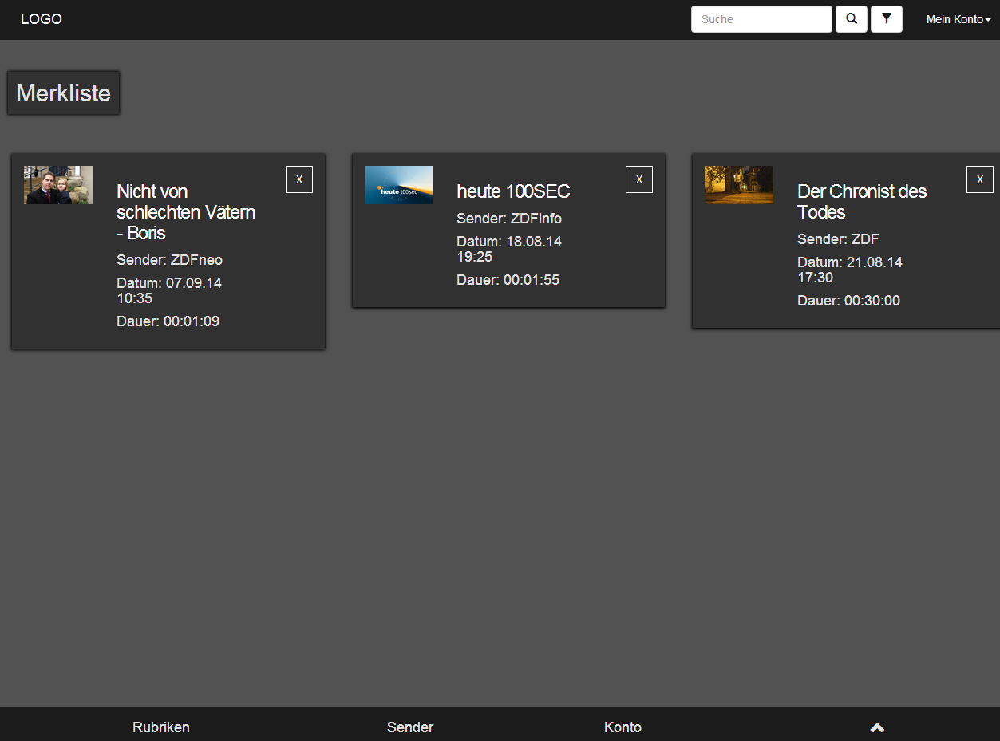 LOGO
Suche
Mein Konto
Merkliste
Nicht von
schlechten Vätern
- Boris
Sender: ZDFneo
Datum: 07.09.14
10:35
Dauer: 00:01:09
X
heute 100sec
heute 100SEC
Sender: ZDFinfo
Datum: 18.08.14
19:25
Dauer: 00:01:55
X
Der Chronist des
Todes
Sender: ZDF
Datum: 21.08.14
17:30
Dauer: 00:30:00
X
Rubriken
Sender
Konto